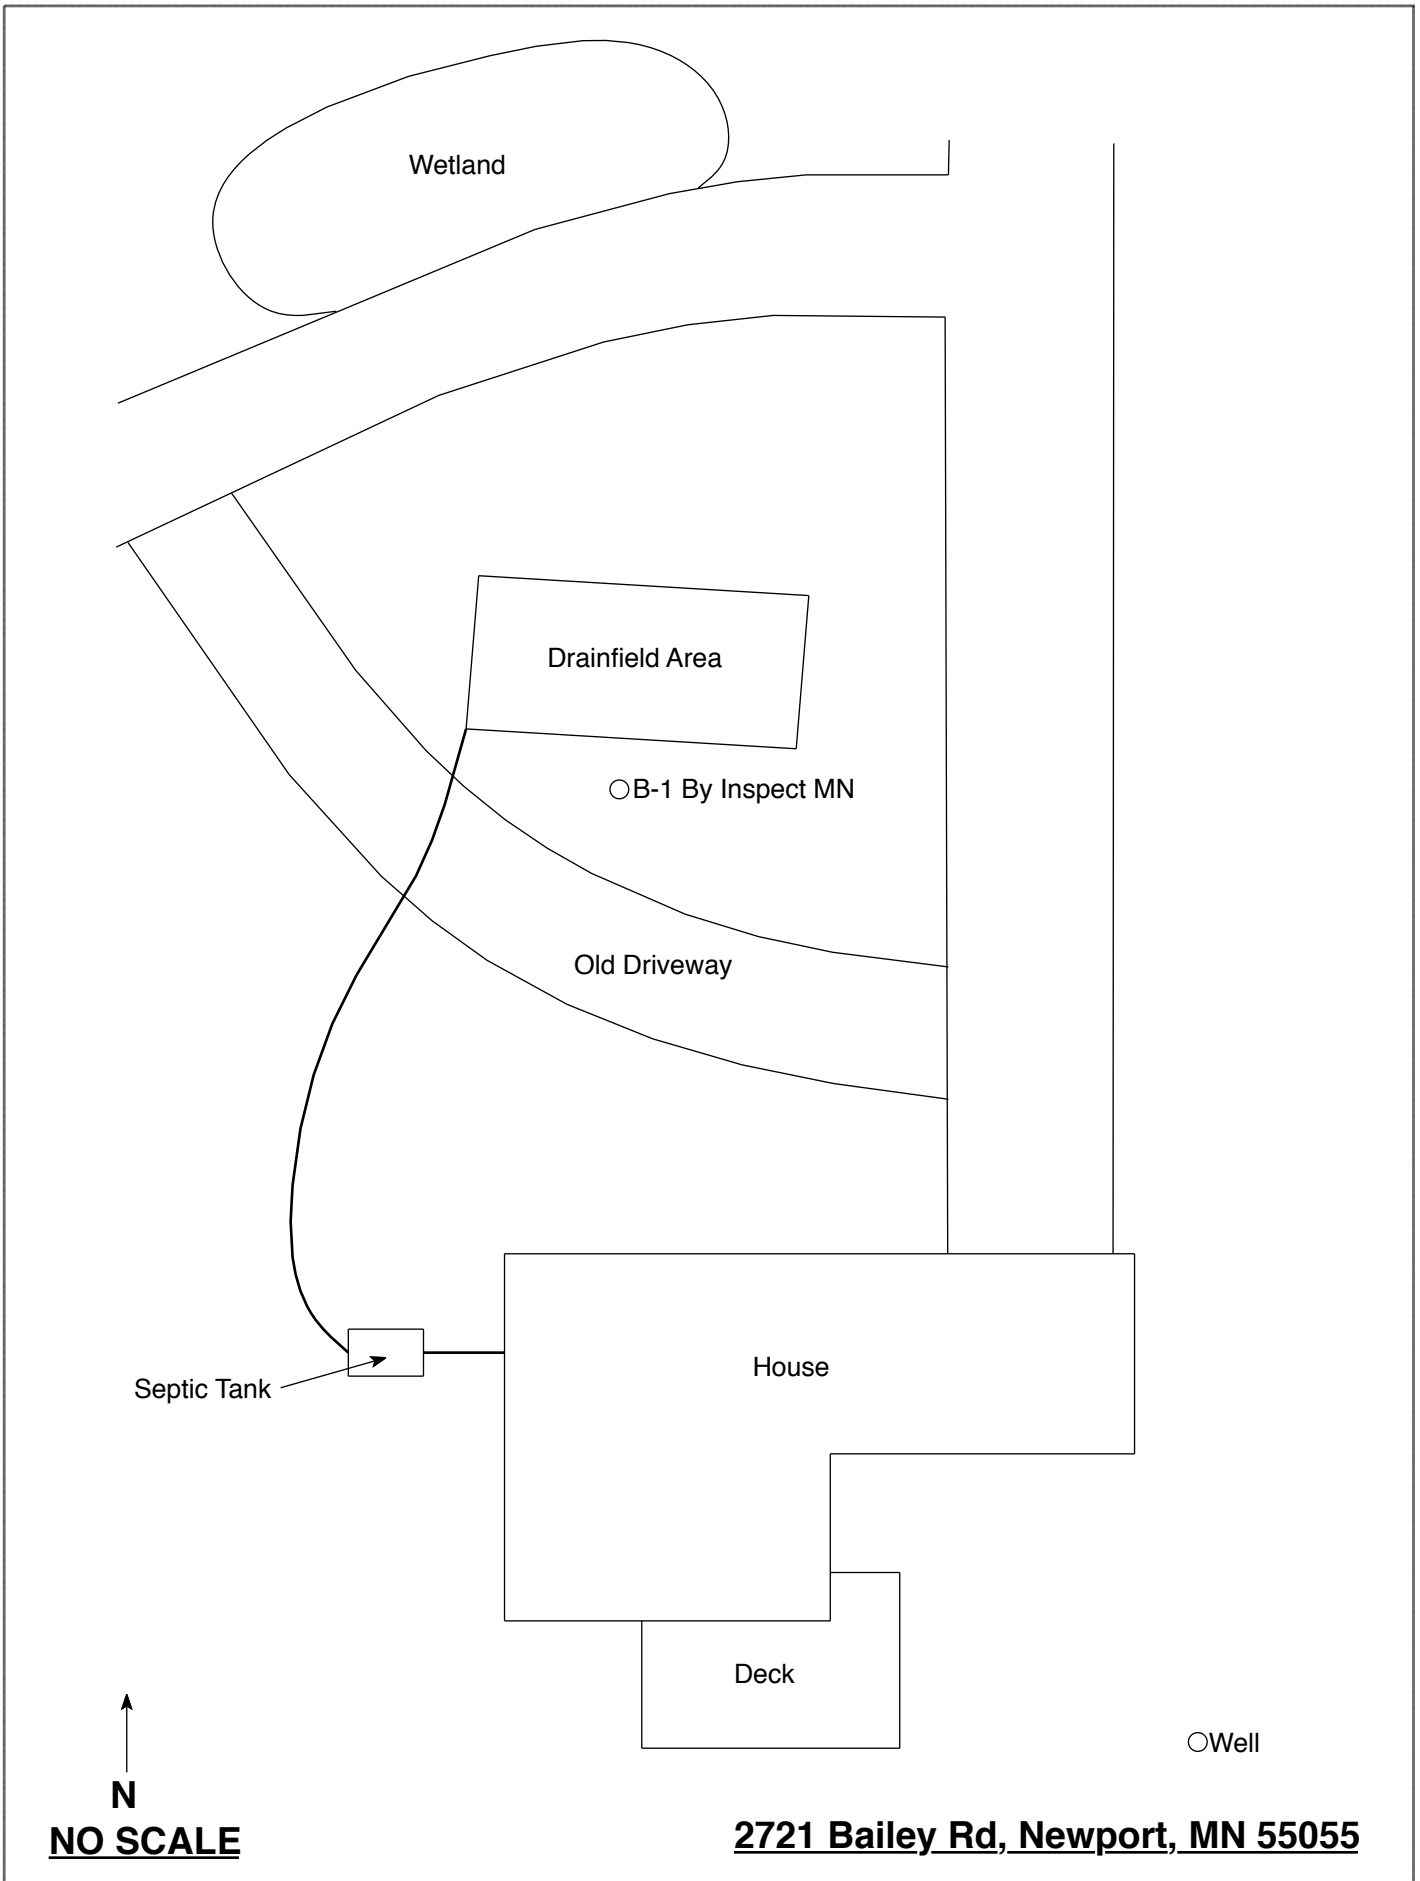 Wetland
Drainfield Area
B-1 By Inspect MN
Old Driveway
House
Septic Tank
Deck
Well
N
NO SCALE
2721 Bailey Rd, Newport, MN 55055